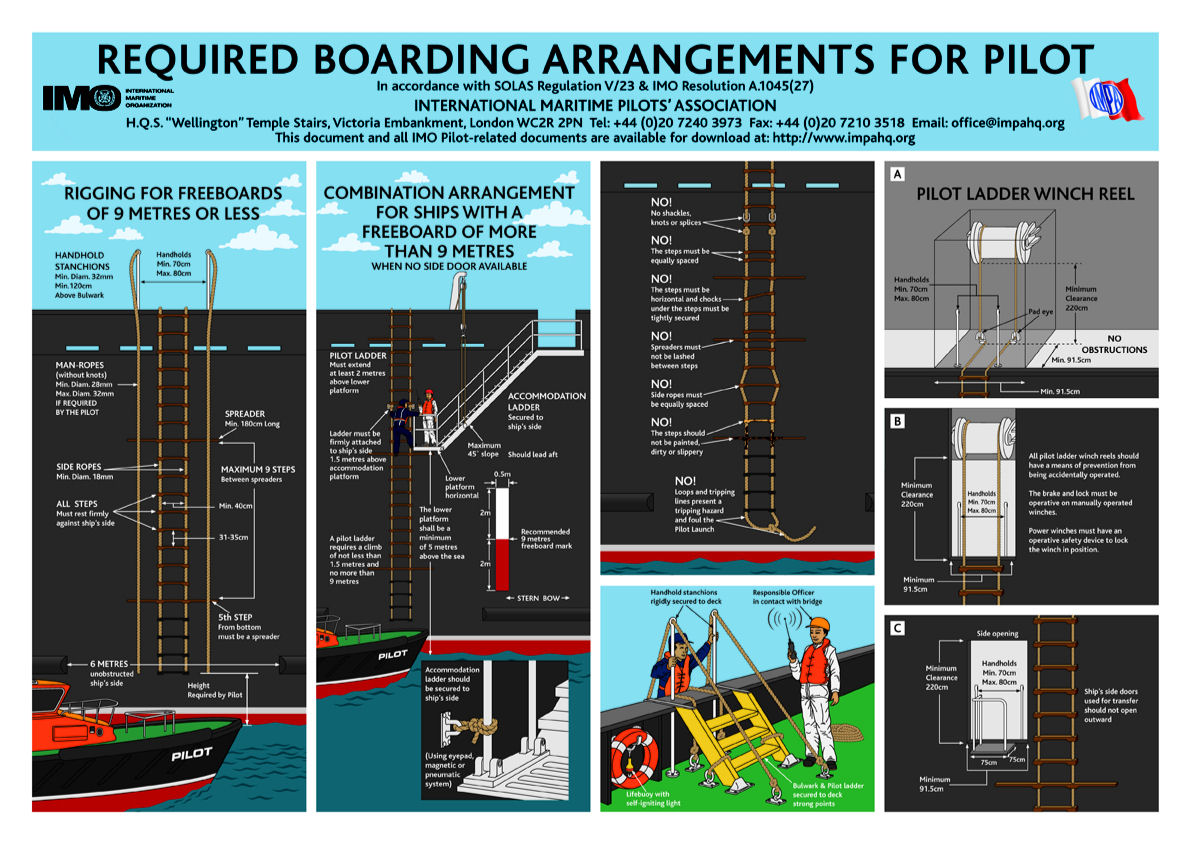 REQUIRED BOARDING ARRANGEMENTS FOR PILOT
In accordance with SOLAS Regulation V/23 & IMO Resolution A.1045(27)
INTERNATIONAL MARITIME PILOTS' ASSOCIATION
H.Q.S. "Wellington" Temple Stairs, Victoria Embankment, London WC2R 2PN Tel: +44 (0)20 7240 3973 Fax: +44 (0)20 7210 3518 Email: office@impahq.org
This document and all IMO Pilot-related documents are available for download at: http://www.impahq.org
IMO
INTERNATIONAL
MARITIME
ORGANIZATION
IMPA
RIGGING FOR FREEBOARDS
OF 9 METRES OR LESS
HANDHOLD
STANCHIONS
Min. Diam. 32mm
Min. 120cm
Above Bulwark
Handholds
Min. 70cm
Max. 80cm
MAN-ROPES
(without knots)
Min. Diam. 28mm
Max. Diam. 32mm
IF REQUIRED
BY THE PILOT
SPREADER
Min. 180cm Long
SIDE ROPES
Min. Diam. 18mm
MAXIMUM 9 STEPS
Between spreaders
ALL STEPS
Must rest firmly
against ship's side
Min. 40cm
31-35cm
5th STEP
From bottom
must be a spreader
6 METRES
unobstructed
ship's side
Height
Required by Pilot
PILOT
COMBINATION ARRANGEMENT
FOR SHIPS WITH A
FREEBOARD OF MORE
THAN 9 METRES
WHEN NO SIDE DOOR AVAILABLE
PILOT LADDER
Must extend
at least 2 metres
above lower
platform
ACCOMMODATION
LADDER
Secured to
ship's side
Ladder must be
firmly attached
to ship's side
1.5 metres above
accommodation
platform
Maximum
45° slope
Should lead aft
Lower
platform
horizontal
0.5m
2m
2m
The lower
platform
shall be a
minimum
of 5 metres
above the sea
Recommended
9 metres
freeboard mark
A pilot ladder
requires a climb
of not less than
1.5 metres and
no more than
9 metres
STERN BOW
PILOT
Accommodation
ladder should
be secured to
ship's side
(Using eyepad,
magnetic or
pneumatic
system)
NO!
No shackles,
knots or splices
NO!
The steps must be
equally spaced
NO!
The steps must be
horizontal and chocks
under the steps must be
tightly secured
NO!
Spreaders must
not be lashed
between steps
NO!
Side ropes must
be equally spaced
NO!
The steps should
not be painted,
dirty or slippery
NO!
Loops and tripping
lines present a
tripping hazard
and foul the
Pilot Launch
Handhold stanchions
rigidly secured to deck
Responsible Officer
in contact with bridge
Lifebuoy with
self-igniting light
Bulwark & Pilot ladder
secured to deck
strong points
A
PILOT LADDER WINCH REEL
Handholds
Min. 70cm
Max. 80cm
Minimum
Clearance
220cm
Pad eye
NO
OBSTRUCTIONS
Min. 91.5cm
Min. 91.5cm
B
Minimum
Clearance
220cm
Handholds
Min. 70cm
Max. 80cm
Minimum
91.5cm
All pilot ladder winch reels should
have a means of prevention from
being accidentally operated.
The brake and lock must be
operative on manually operated
winches.
Power winches must have an
operative safety device to lock
the winch in position.
C
Side opening
Minimum
Clearance
220cm
Handholds
Min. 70cm
Max. 80cm
Ship's side doors
used for transfer
should not open
outward
75cm
75cm
Minimum
91.5cm